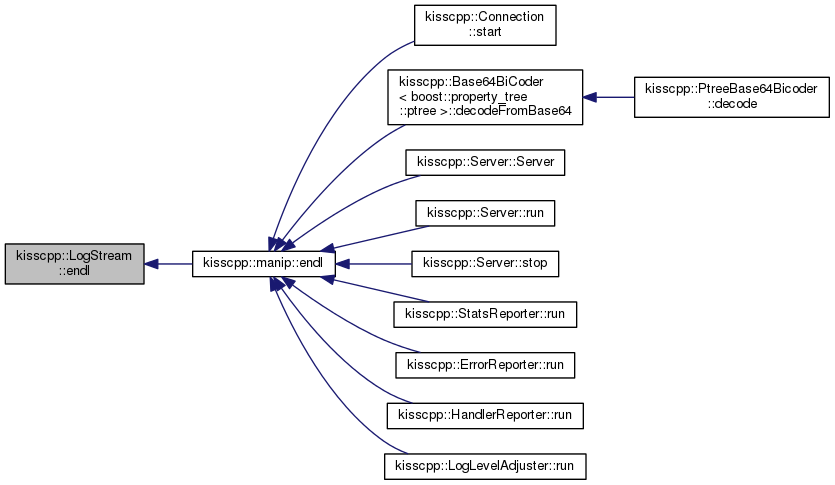 kisscpp::Connection
::start
kisscpp::Base64BiCoder
< boost::property_tree
::ptree >::decodeFromBase64
kisscpp::PtreeBase64Bicoder
::decode
kisscpp::Server::Server
kisscpp::Server::run
kisscpp::LogStream
::endl
kisscpp::manip::endl
kisscpp::Server::stop
kisscpp::StatsReporter::run
kisscpp::ErrorReporter::run
kisscpp::HandlerReporter::run
kisscpp::LogLevelAdjuster::run